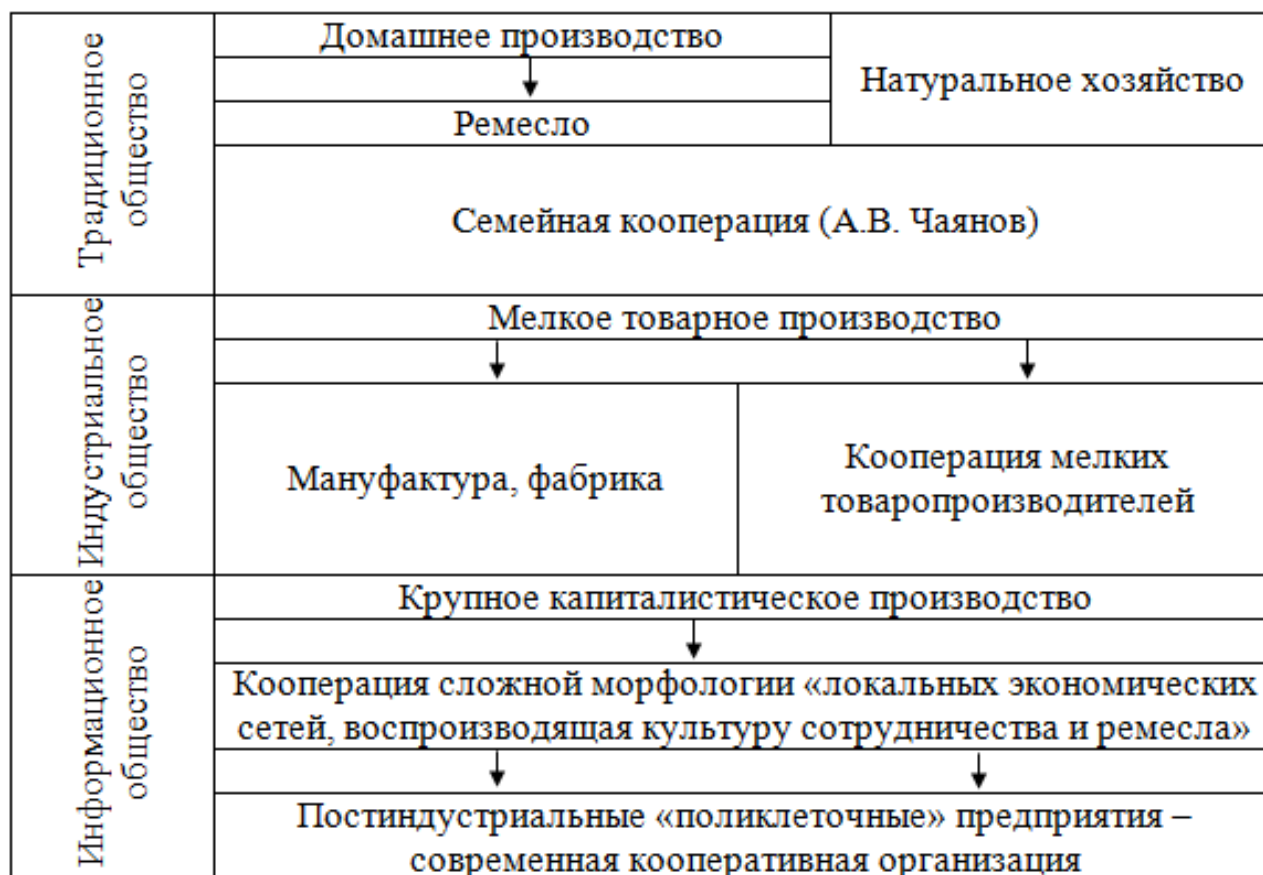 Традиционное
общество
Домашнее производство
Ремесло
Натуральное хозяйство
Семейная кооперация (А.В. Чаянов)
Индустриальное
общество
Мелкое товарное производство
Мануфактура, фабрика
Кооперация мелких
товаропроизводителей
Информационное
общество
Крупное капиталистическое производство
Кооперация сложной морфологии «локальных экономических
сетей, воспроизводящая культуру сотрудничества и ремесла»
Постиндустриальные «поликлеточные» предприятия –
современная кооперативная организация